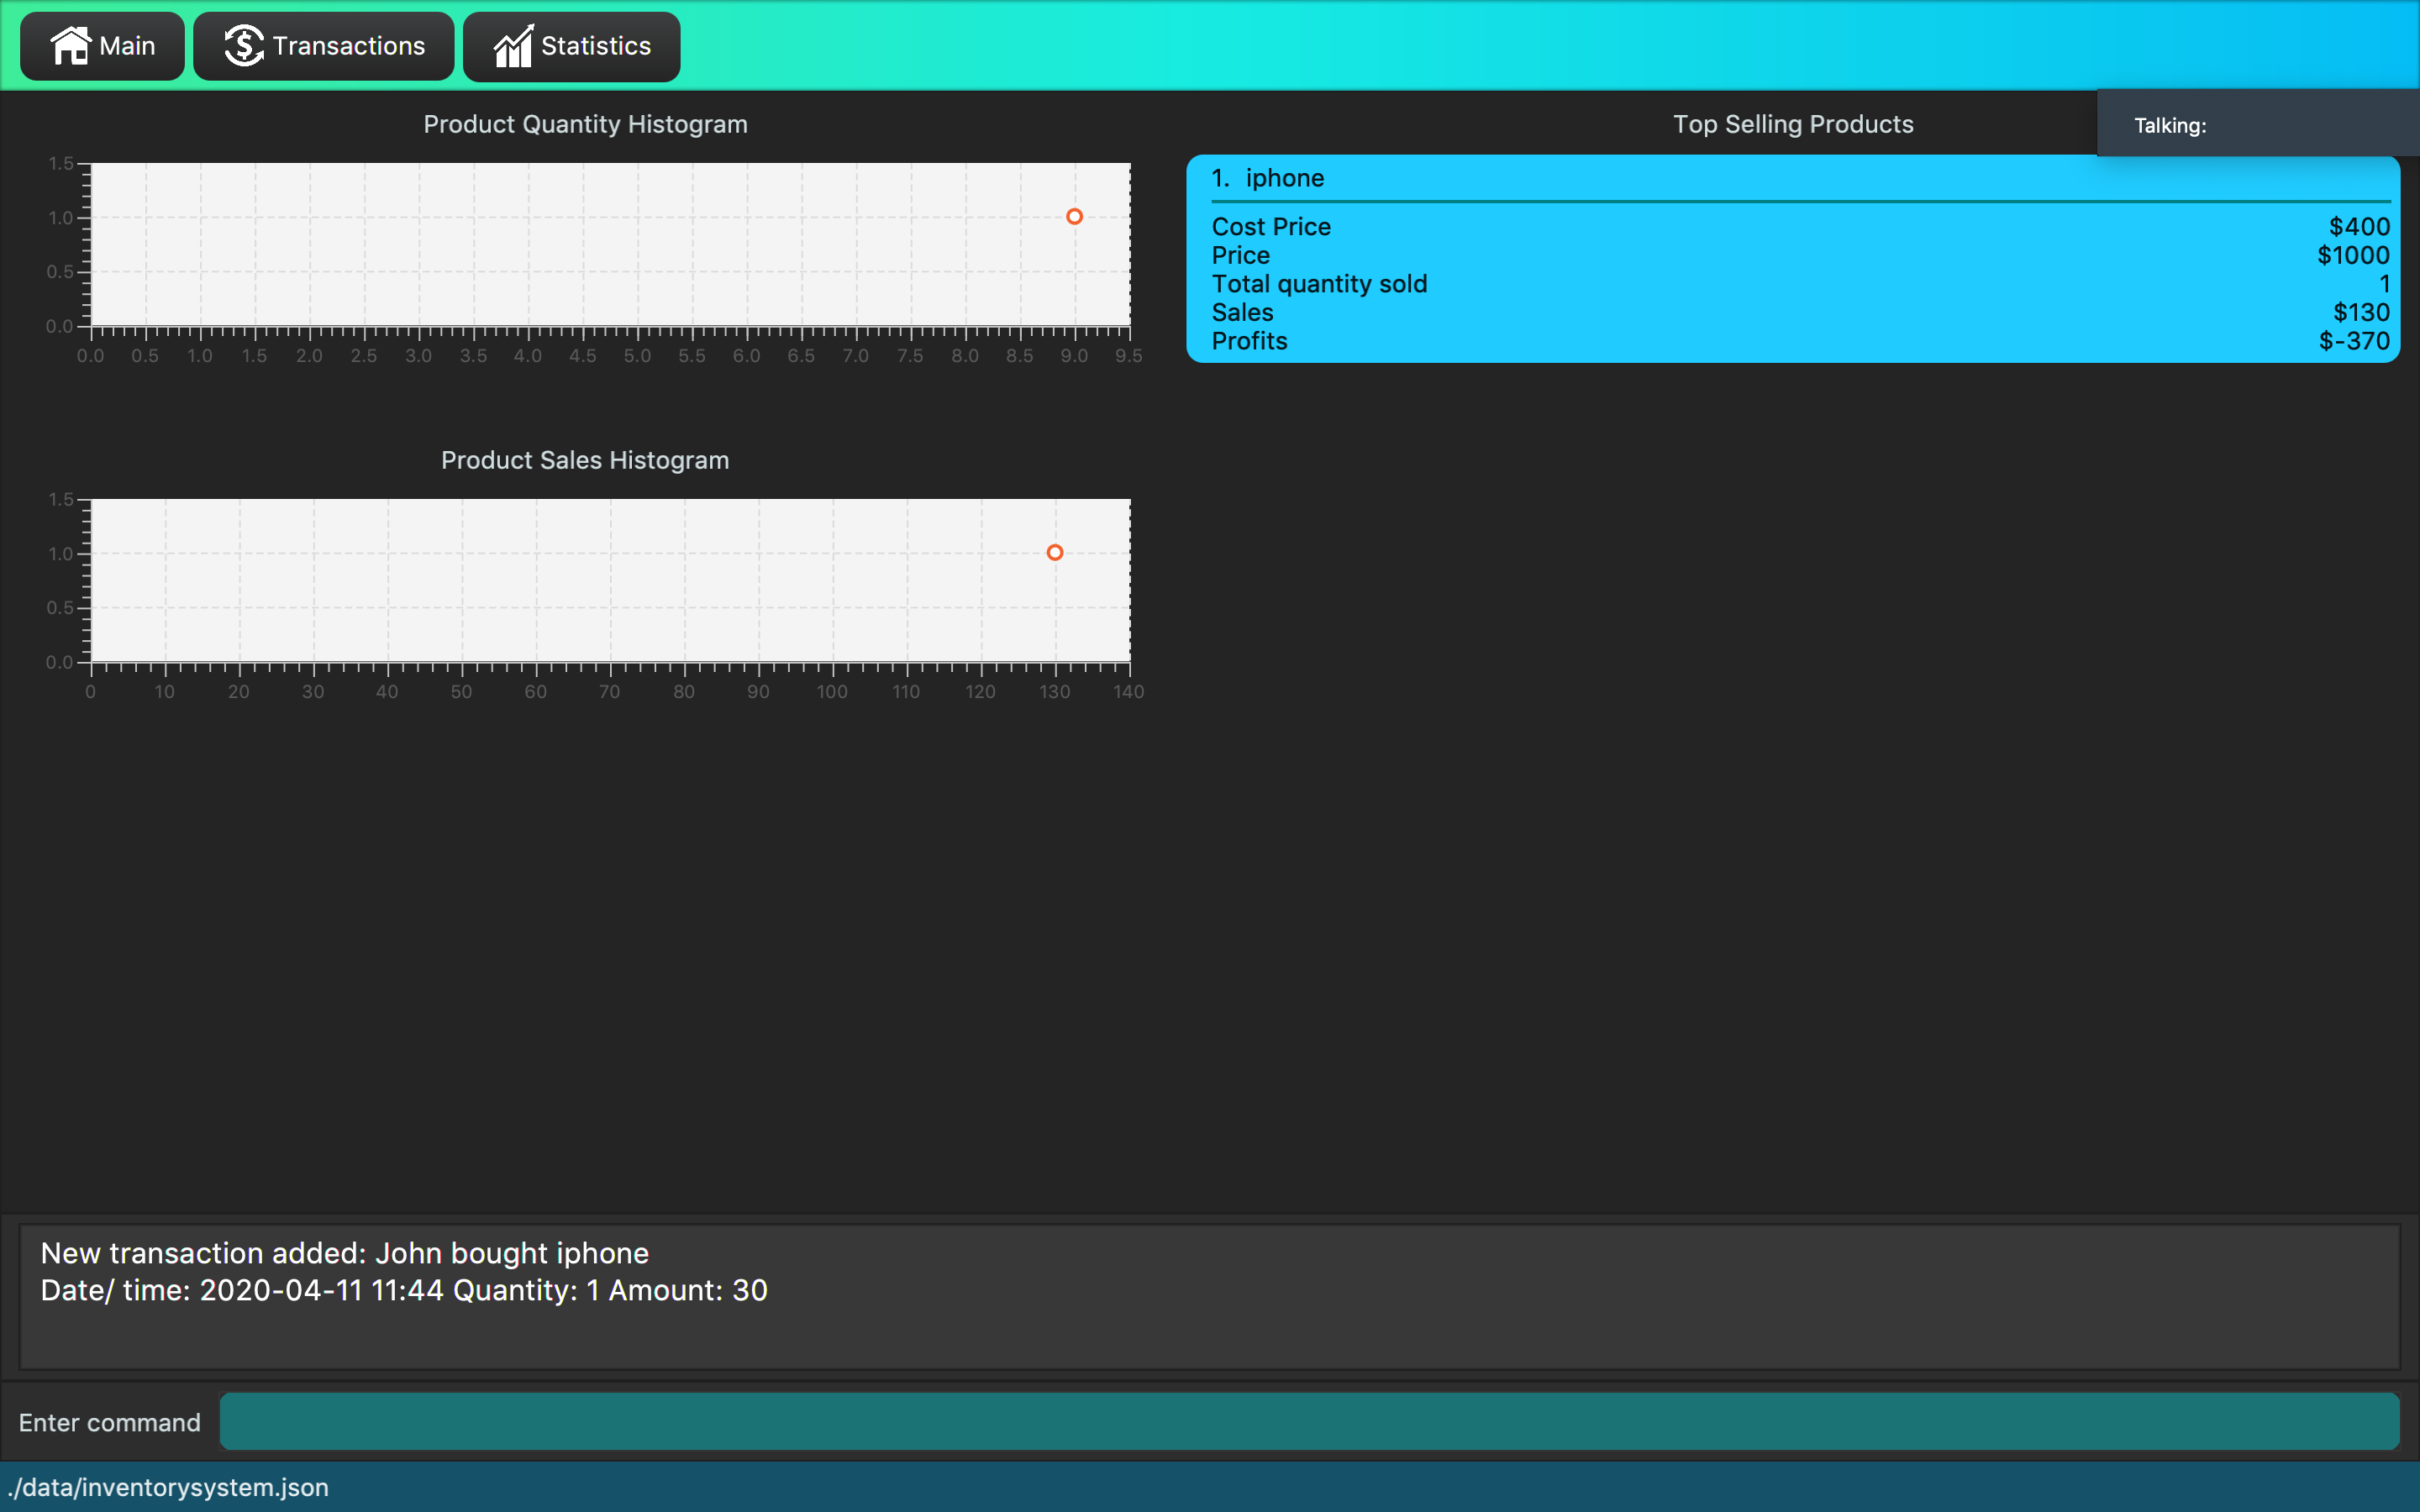 Main Transactions Statistics
Product Quantity Histogram
1.5
1.0
0.5
0.0
0.0 0.5 1.0 1.5 2.0 2.5 3.0 3.5 4.0 4.5 5.0 5.5 6.0 6.5 7.0 7.5 8.0 8.5 9.0 9.5
Product Sales Histogram
1.5
1.0
0.5
0.0
0 10 20 30 40 50 60 70 80 90 100 110 120 130 140
Top Selling Products
Talking:
1. iphone
Cost Price $400
Price $1000
Total quantity sold 1
Sales $130
Profits $-370
New transaction added: John bought iphone
Date/ time: 2020-04-11 11:44 Quantity: 1 Amount: 30
Enter command
./data/inventorysystem.json